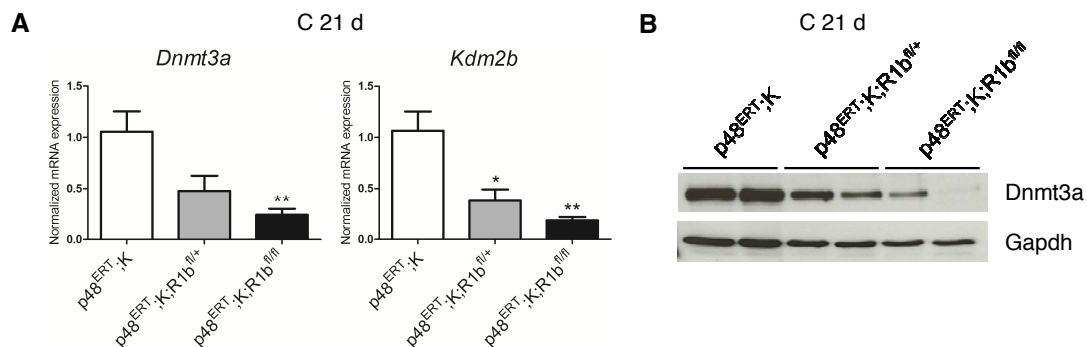 A
C 21 d
Dnmt3a
Normalized mRNA expression
1.5
1.0
0.5
0.0
**
p48ERT;K
p48ERT;K;R1bfl/+
p48ERT;K;R1bfl/fl
Kdm2b
Normalized mRNA expression
1.5
1.0
0.5
0.0
*
**
p48ERT;K
p48ERT;K;R1bfl/+
p48ERT;K;R1bfl/fl
B
C 21 d
p48ERT;K
p48ERT;K;R1bfl/+
p48ERT;K;R1bfl/fl
Dnmt3a
Gapdh